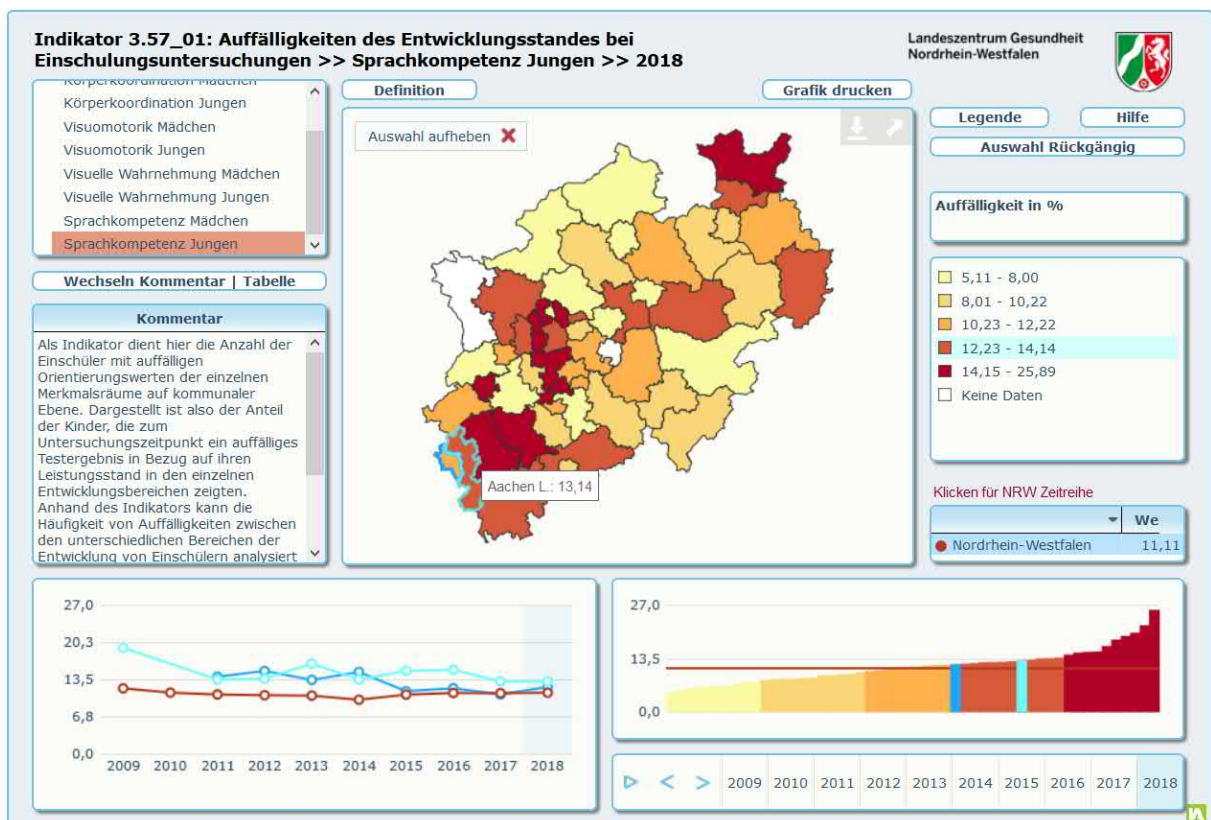 Indikator 3.57_01: Auffälligkeiten des Entwicklungsstandes bei
Einschulungsuntersuchungen >> Sprachkompetenz Jungen >> 2018
Landeszentrum Gesundheit
Nordrhein-Westfalen
Körperkoordination Mädchen
Körperkoordination Jungen
Visuomotorik Mädchen
Visuomotorik Jungen
Visuelle Wahrnehmung Mädchen
Visuelle Wahrnehmung Jungen
Sprachkompetenz Mädchen
Sprachkompetenz Jungen
Wechseln Kommentar | Tabelle
Kommentar
Als Indikator dient hier die Anzahl der
Einschüler mit auffälligen
Orientierungswerten der einzelnen
Merkmalsräume auf kommunaler
Ebene. Dargestellt ist also der Anteil
der Kinder, die zum
Untersuchungszeitpunkt ein auffälliges
Testergebnis in Bezug auf ihren
Leistungsstand in den einzelnen
Entwicklungsbereichen zeigten.
Anhand des Indikators kann die
Häufigkeit von Auffälligkeiten zwischen
den unterschiedlichen Bereichen der
Entwicklung von Einschülern analysiert
Definition
Grafik drucken
Auswahl aufheben
Aachen L.: 13,14
Legende
Hilfe
Auswahl Rückgängig
Auffälligkeit in %
5,11 - 8,00
8,01 - 10,22
10,23 - 12,22
12,23 - 14,14
14,15 - 25,89
Keine Daten
Klicken für NRW Zeitreihe
We
Nordrhein-Westfalen 11,11
27,0
20,3
13,5
6,8
0,0
2009 2010 2011 2012 2013 2014 2015 2016 2017 2018
27,0
13,5
0,0
2009 2010 2011 2012 2013 2014 2015 2016 2017 2018